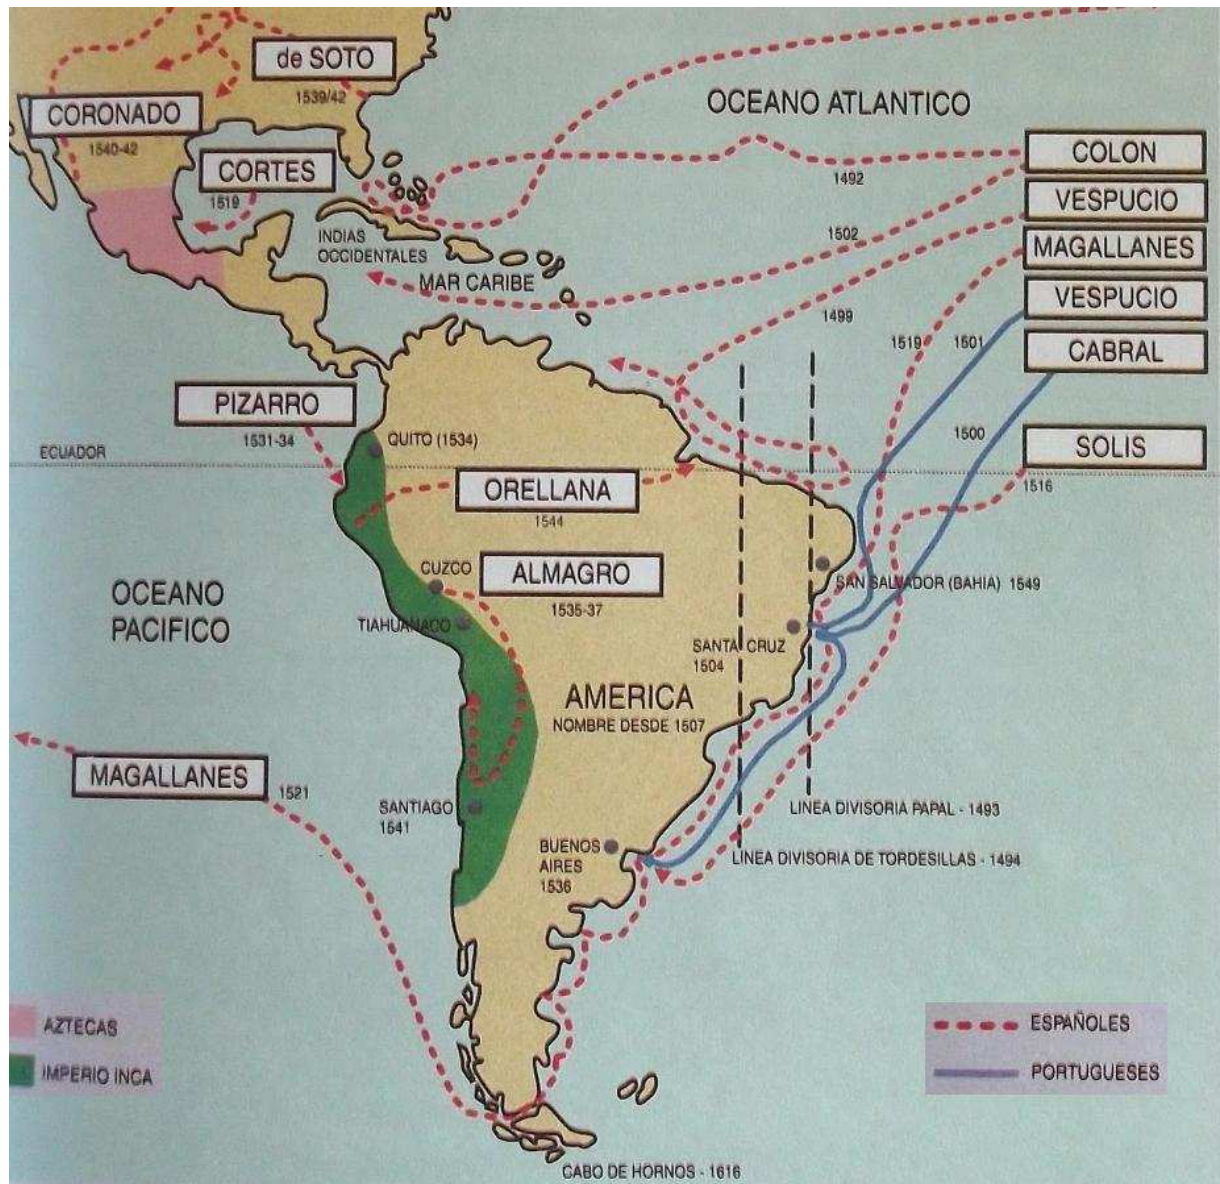 de SOTO
1539/42
CORONADO
1540-42
CORTES
1519
OCEANO ATLANTICO
COLON
1492
VESPUCIO
1502
MAGALLANES
INDIAS
OCCIDENTALES
MAR CARIBE
VESPUCIO
1499
1519
1501
CABRAL
PIZARRO
1531-34
QUITO (1534)
1500
SOLIS
ECUADOR
1516
ORELLANA
1544
CUZCO
ALMAGRO
1535-37
SAN SALVADOR (BAHIA) 1549
OCEANO
PACIFICO
TIAHUANACO
SANTA CRUZ
1504
AMERICA
NOMBRE DESDE 1507
MAGALLANES
1521
SANTIAGO
1541
LINEA DIVISORIA PAPAL - 1493
BUENOS
AIRES
1536
LINEA DIVISORIA DE TORDESILLAS - 1494
AZTECAS
IMPERIO INCA
ESPAÑOLES
PORTUGUESES
CABO DE HORNOS - 1616